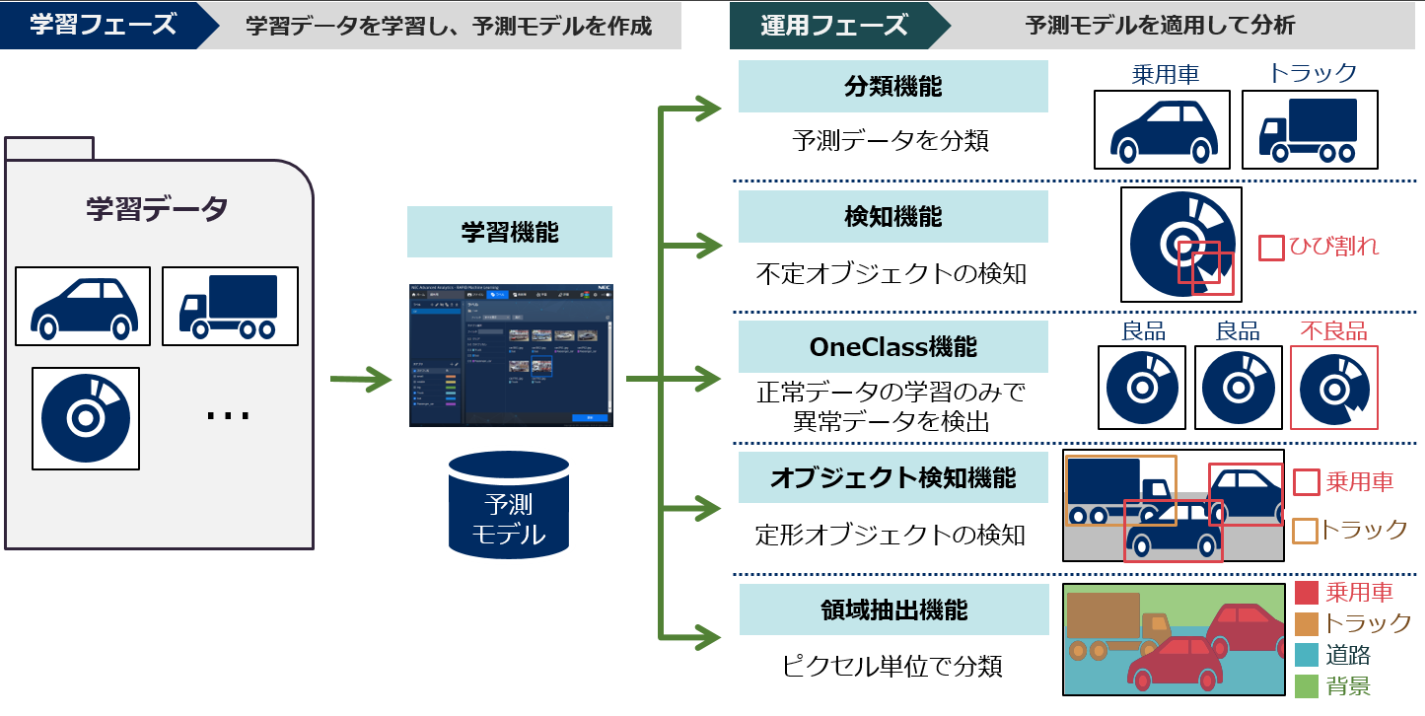 学習フェーズ
学習データを学習し、予測モデルを作成
学習データ
…
学習機能
NEC Advanced Analytics - RAPID Machine Learning
NEC
予測
モデル
運用フェーズ
予測モデルを適用して分析
分類機能
予測データを分類
乗用車
トラック
検知機能
不定オブジェクトの検知
ひび割れ
OneClass機能
正常データの学習のみで
異常データを検出
良品
良品
不良品
オブジェクト検知機能
定形オブジェクトの検知
乗用車
トラック
領域抽出機能
ピクセル単位で分類
乗用車
トラック
道路
背景